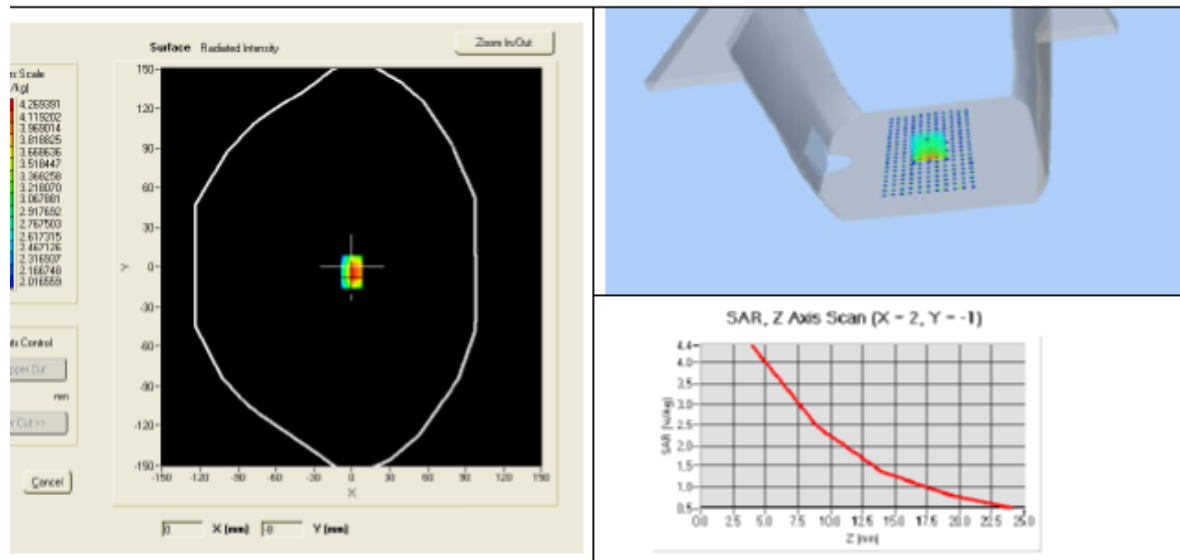 Surface Radiated Intensity
Zoom In/Out
Scale
/kg]
4.269391
4.119202
3.969014
3.818825
3.668636
3.518447
3.368258
3.218070
3.067881
2.917692
2.767503
2.617315
2.467126
2.316937
2.166748
2.016559
150-
120-
90-
60-
30-
0-
-30-
-60-
-90-
-120-
-150-
Y
-150 -120 -90 -60 -30 0 30 60 90 120 150
X
Control
pper Cut
mm
Cut >>
Cancel
0 X (mm) -8 Y (mm)
SAR, Z Axis Scan (X = 2, Y = -1)
4.4-
4.0-
3.5-
3.0-
2.5-
2.0-
1.5-
1.0-
0.5-
SAR (W/kg)
0.0 2.5 5.0 7.5 10.0 12.5 15.0 17.5 20.0 22.5 25.0
Z (mm)